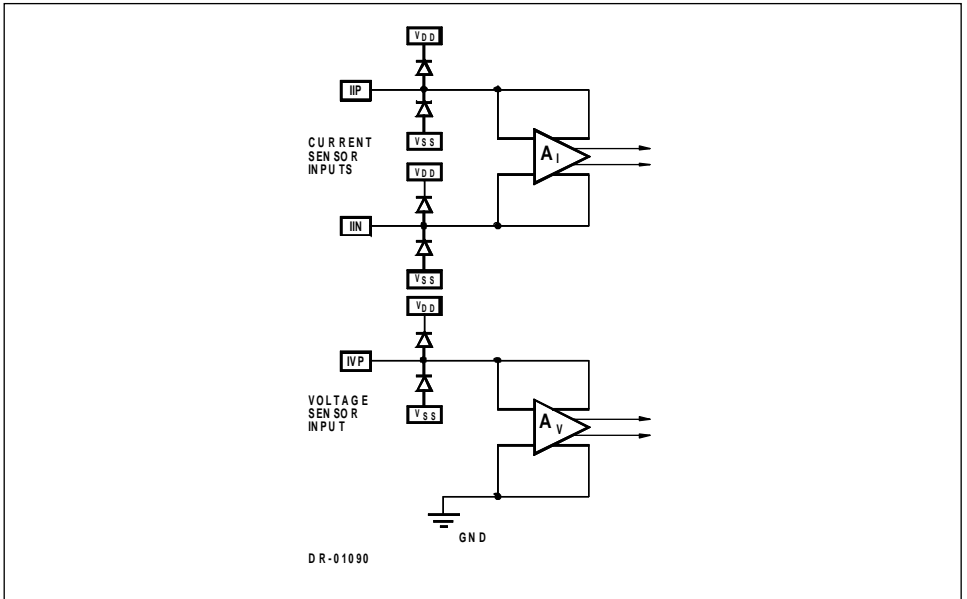 VDD
IIP
CURRENT
SENSOR
INPUTS
VSS
VDD
AI
IIN
VSS
VDD
IVP
VOLTAGE
SENSOR
INPUT
VSS
AV
GND
DR-01090